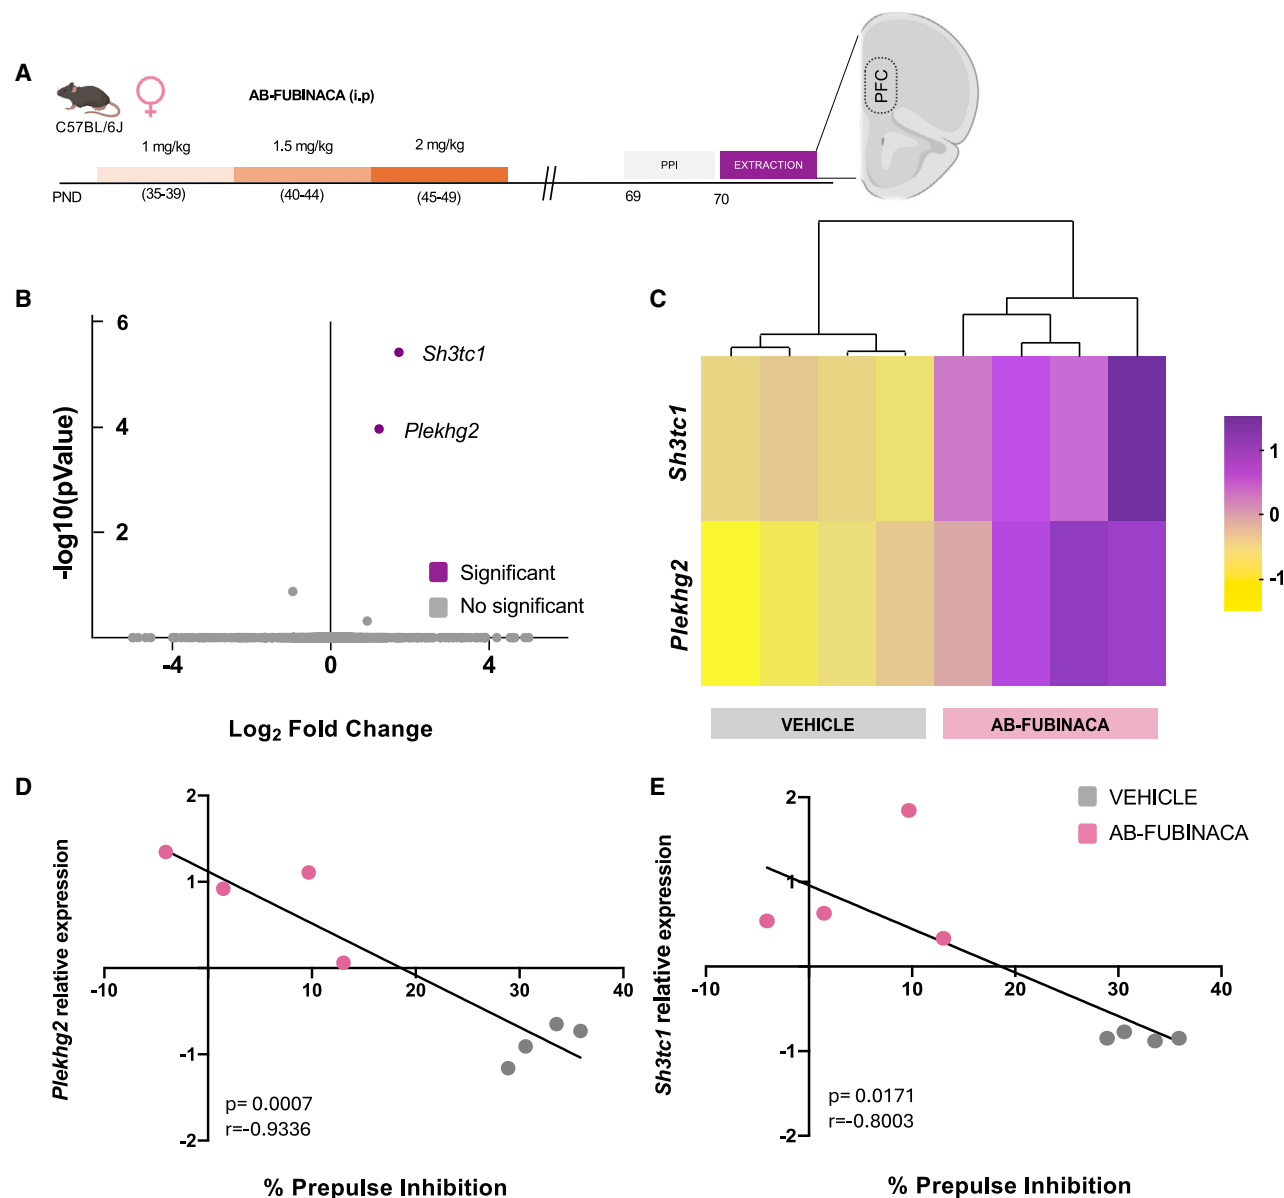 A
C57BL/6J
AB-FUBINACA (i.p)
1 mg/kg
1.5 mg/kg
2 mg/kg
PPI
EXTRACTION
PFC
PND
(35-39)
(40-44)
(45-49)
69
70
B
6
4
2
-log10(pValue)
Sh3tc1
Plekhg2
Significant
No significant
-4
0
4
Log2 Fold Change
C
Sh3tc1
Plekhg2
1
0
-1
VEHICLE
AB-FUBINACA
D
2
1
-1
-2
Plekhg2 relative expression
-10
10
20
30
40
p= 0.0007
r=-0.9336
% Prepulse Inhibition
E
VEHICLE
AB-FUBINACA
2
1
-1
-2
Sh3tc1 relative expression
-10
10
20
30
40
p= 0.0171
r=-0.8003
% Prepulse Inhibition